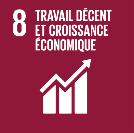 8 TRAVAIL DÉCENT
ET CROISSANCE
ÉCONOMIQUE